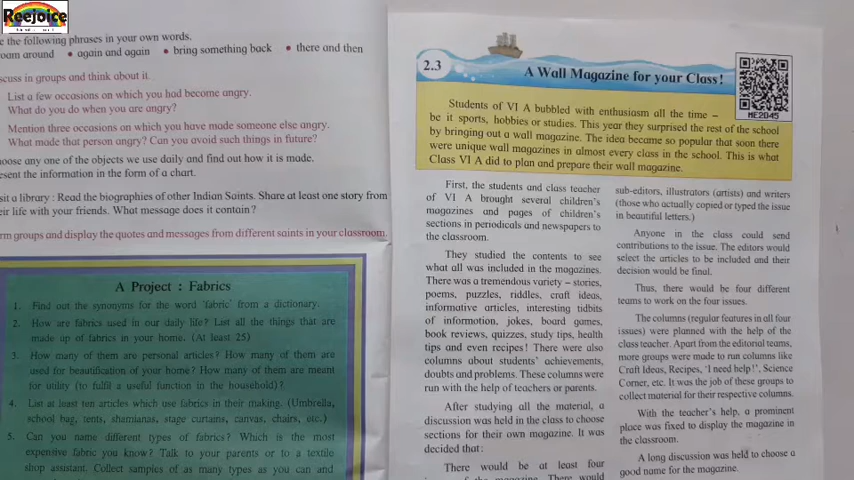 Reejoice
e the following phrases in your own words.
oam around • again and again • bring something back • there and then
scuss in groups and think about it.
List a few occasions on which you had become angry.
What do you do when you are angry?
Mention three occasions on which you have made someone else angry.
What made that person angry? Can you avoid such things in future?
oose any one of the objects we use daily and find out how it is made.
esent the information in the form of a chart.
sit a library : Read the biographies of other Indian Saints. Share at least one story from
eir life with your friends. What message does it contain?
rm groups and display the quotes and messages from different saints in your classroom.
A Project : Fabrics
1. Find out the synonyms for the word 'fabric' from a dictionary.
2. How are fabrics used in our daily life? List all the things that are
made up of fabrics in your home. (At least 25)
3. How many of them are personal articles? How many of them are
used for beautification of your home? How many of them are meant
for utility (to fulfil a useful function in the household)?
4. List at least ten articles which use fabrics in their making. (Umbrella,
school bag, tents, shamianas, stage curtains, canvas, chairs, etc.)
5. Can you name different types of fabrics? Which is the most
expensive fabric you know? Talk to your parents or to a textile
shop assistant. Collect samples of as many types as you can and
2.3
A Wall Magazine for your Class!
ME2D45
Students of VI A bubbled with enthusiasm all the time –
be it sports, hobbies or studies. This year they surprised the rest of the school
by bringing out a wall magazine. The idea became so popular that soon there
were unique wall magazines in almost every class in the school. This is what
Class VI A did to plan and prepare their wall magazine.
First, the students and class teacher
of VI A brought several children's
magazines and pages of children's
sections in periodicals and newspapers to
the classroom.
They studied the contents to see
what all was included in the magazines.
There was a tremendous variety – stories,
poems, puzzles, riddles, craft ideas,
informative articles, interesting tidbits
of information, jokes, board games,
book reviews, quizzes, study tips, health
tips and even recipes! There were also
columns about students' achievements,
doubts and problems. These columns were
run with the help of teachers or parents.
After studying all the material, a
discussion was held in the class to choose
sections for their own magazine. It was
decided that :
There would be at least four
sub-editors, illustrators (artists) and writers
(those who actually copied or typed the issue
in beautiful letters.)
Anyone in the class could send
contributions to the issue. The editors would
select the articles to be included and their
decision would be final.
Thus, there would be four different
teams to work on the four issues.
The columns (regular features in all four
issues) were planned with the help of the
class teacher. Apart from the editorial teams,
more groups were made to run columns like
Craft Ideas, Recipes, 'I need help!', Science
Corner, etc. It was the job of these groups to
collect material for their respective columns.
With the teacher's help, a prominent
place was fixed to display the magazine in
the classroom.
A long discussion was held to choose a
good name for the magazine.